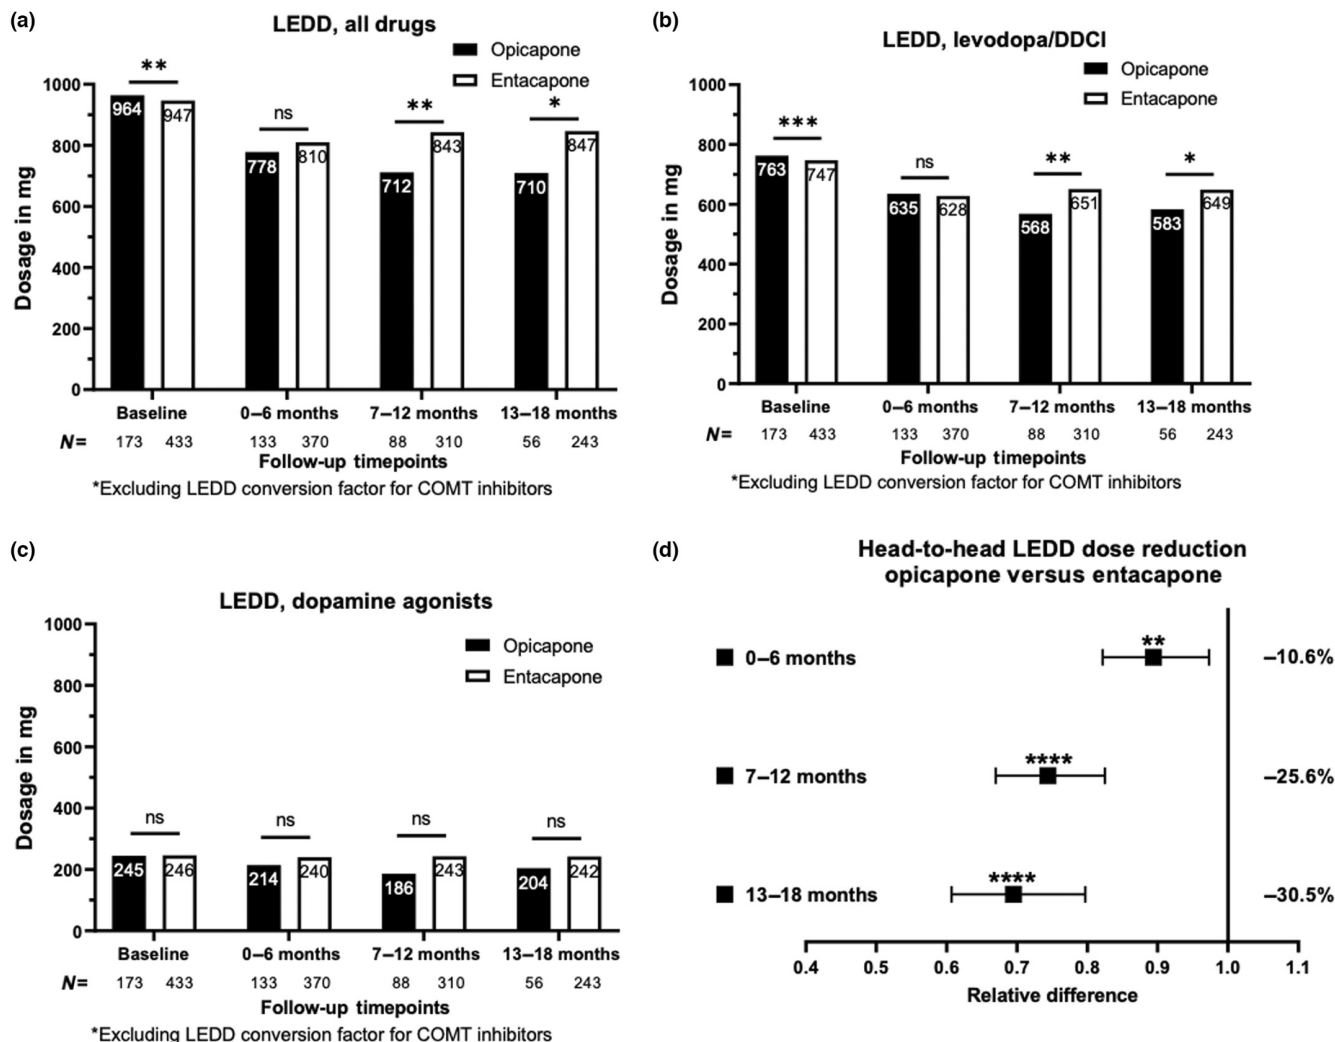 (a)
LEDD, all drugs
Opicapone
Entacapone
Dosage in mg
1000
800
600
400
200
0
** ns ** *
964 947 778 810 712 843 710 847
Baseline 0–6 months 7–12 months 13–18 months
N= 173 433 133 370 88 310 56 243
Follow-up timepoints
*Excluding LEDD conversion factor for COMT inhibitors
(b)
LEDD, levodopa/DDCI
Opicapone
Entacapone
Dosage in mg
1000
800
600
400
200
0
*** ns ** *
763 747 635 628 568 651 583 649
Baseline 0–6 months 7–12 months 13–18 months
N= 173 433 133 370 88 310 56 243
Follow-up timepoints
*Excluding LEDD conversion factor for COMT inhibitors
(c)
LEDD, dopamine agonists
Opicapone
Entacapone
Dosage in mg
1000
800
600
400
200
0
ns ns ns ns
245 246 214 240 186 243 204 242
Baseline 0–6 months 7–12 months 13–18 months
N= 173 433 133 370 88 310 56 243
Follow-up timepoints
*Excluding LEDD conversion factor for COMT inhibitors
(d)
Head-to-head LEDD dose reduction
opicapone versus entacapone
0–6 months ** –10.6%
7–12 months **** –25.6%
13–18 months **** –30.5%
0.4 0.5 0.6 0.7 0.8 0.9 1.0 1.1
Relative difference